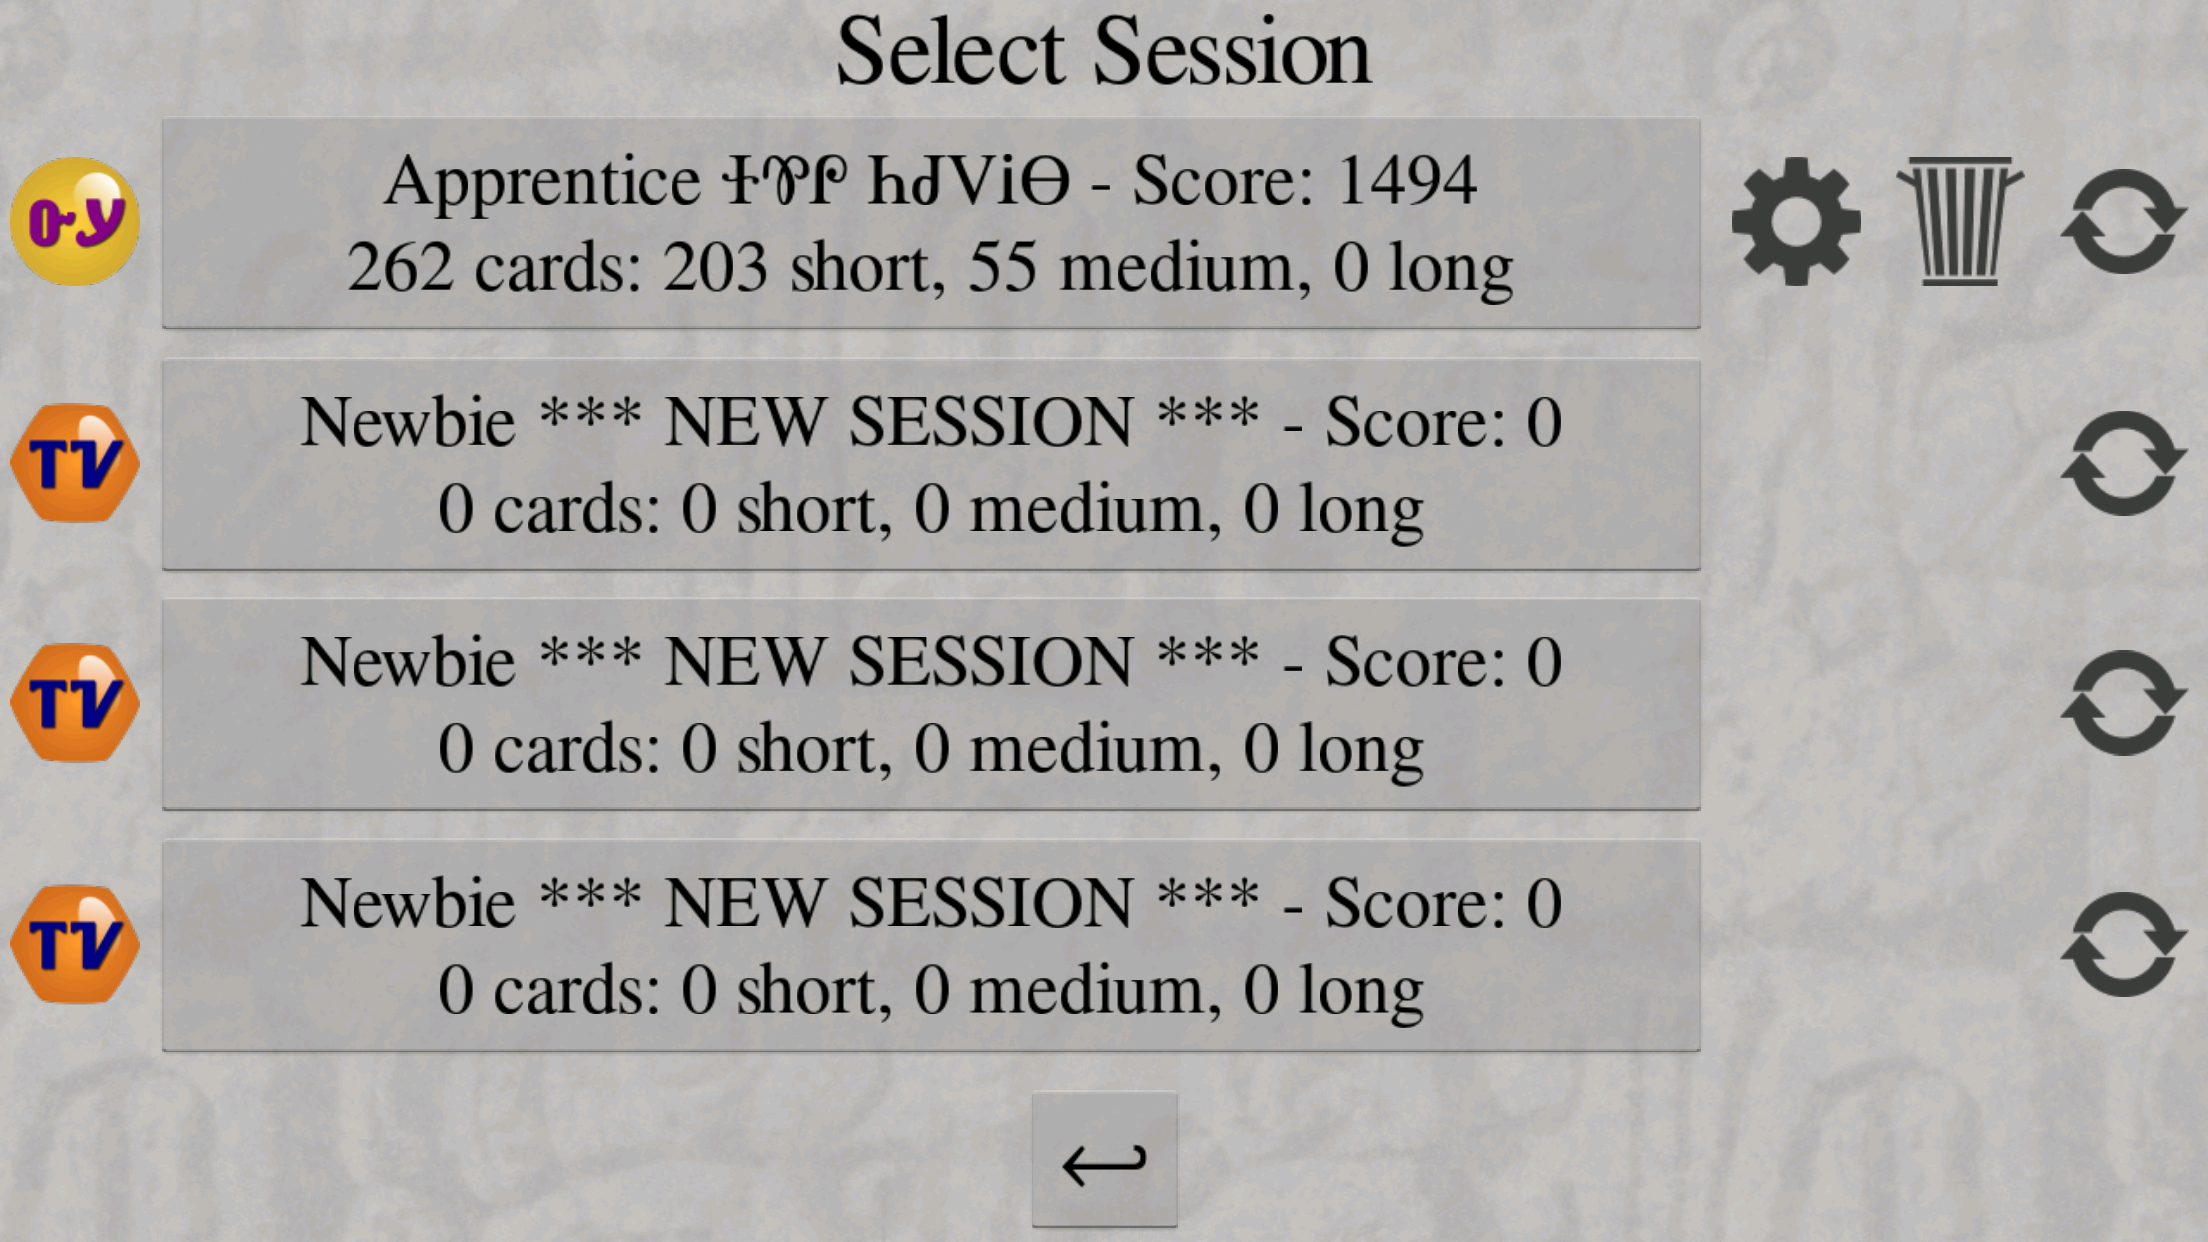 Select Session
Apprentice ᏠᏈᎵ ᏂᏧᏙᎥᎾ - Score: 1494
262 cards: 203 short, 55 medium, 0 long
Newbie *** NEW SESSION *** - Score: 0
0 cards: 0 short, 0 medium, 0 long
Newbie *** NEW SESSION *** - Score: 0
0 cards: 0 short, 0 medium, 0 long
Newbie *** NEW SESSION *** - Score: 0
0 cards: 0 short, 0 medium, 0 long